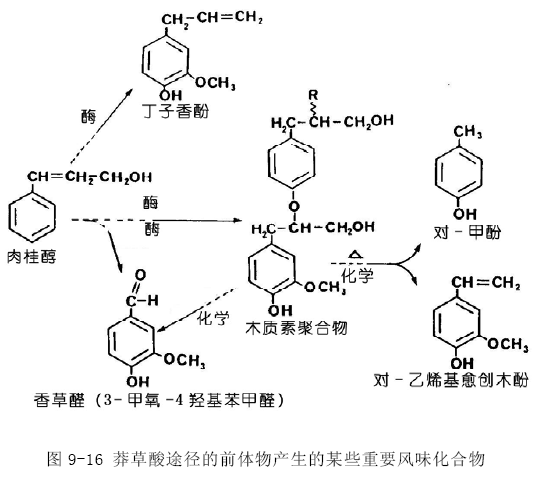 CH₂-CH=CH₂
OCH₃
OH
丁子香酚
酶
R
H₂C-CH-CH₂OH
CH=CH₂-CH₂OH
肉桂醇
酶
酶
O
H₂C-CH-CH₂OH
OCH₃
OH
木质素聚合物
CH₃
OH
对-甲酚
△
化学
CH=CH₂
OCH₃
OH
对-乙烯基愈创木酚
O
C-H
OCH₃
OH
化学
香草醛（3-甲氧-4羟基苯甲醛）
图 9-16 莽草酸途径的前体物产生的某些重要风味化合物